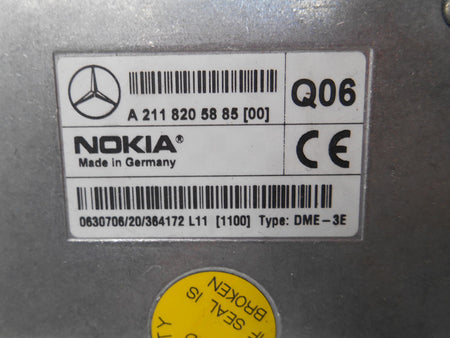 A 211 820 58 85 [00]
Q06
NOKIA®
Made in Germany
CE
0630706/20/364172 L11 [1100] Type: DME-3E
IF
SEAL IS
BROKEN